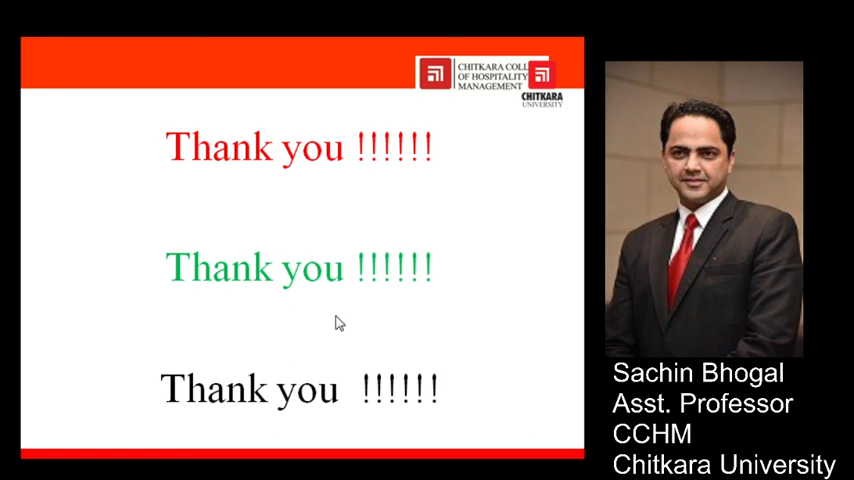 CHITKARA COLL
OF HOSPITALITY
MANAGEMENT
CHITKARA
UNIVERSITY
Thank you !!!!!!
Thank you !!!!!!
Thank you !!!!!!
Sachin Bhogal
Asst. Professor
CCHM
Chitkara University